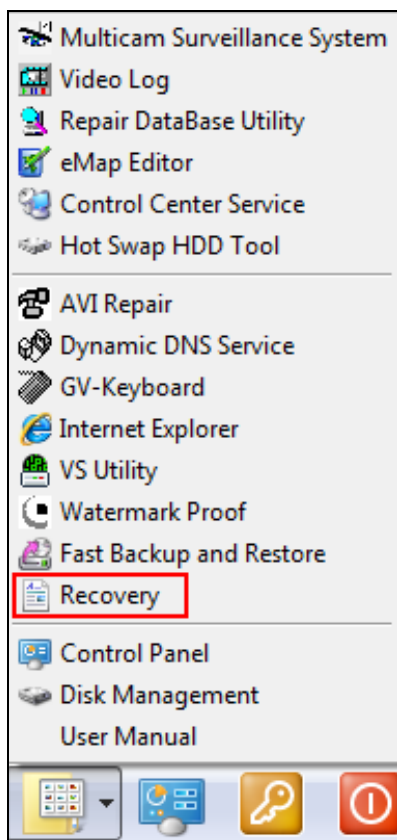 Multicam Surveillance System
Video Log
Repair DataBase Utility
eMap Editor
Control Center Service
Hot Swap HDD Tool
AVI Repair
Dynamic DNS Service
GV-Keyboard
Internet Explorer
VS Utility
Watermark Proof
Fast Backup and Restore
Recovery
Control Panel
Disk Management
User Manual